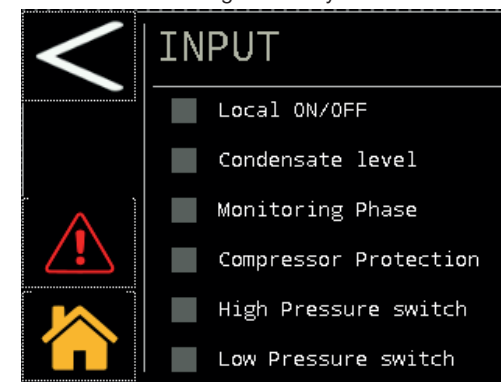 INPUT
Local ON/OFF
Condensate level
Monitoring Phase
Compressor Protection
High Pressure switch
Low Pressure switch